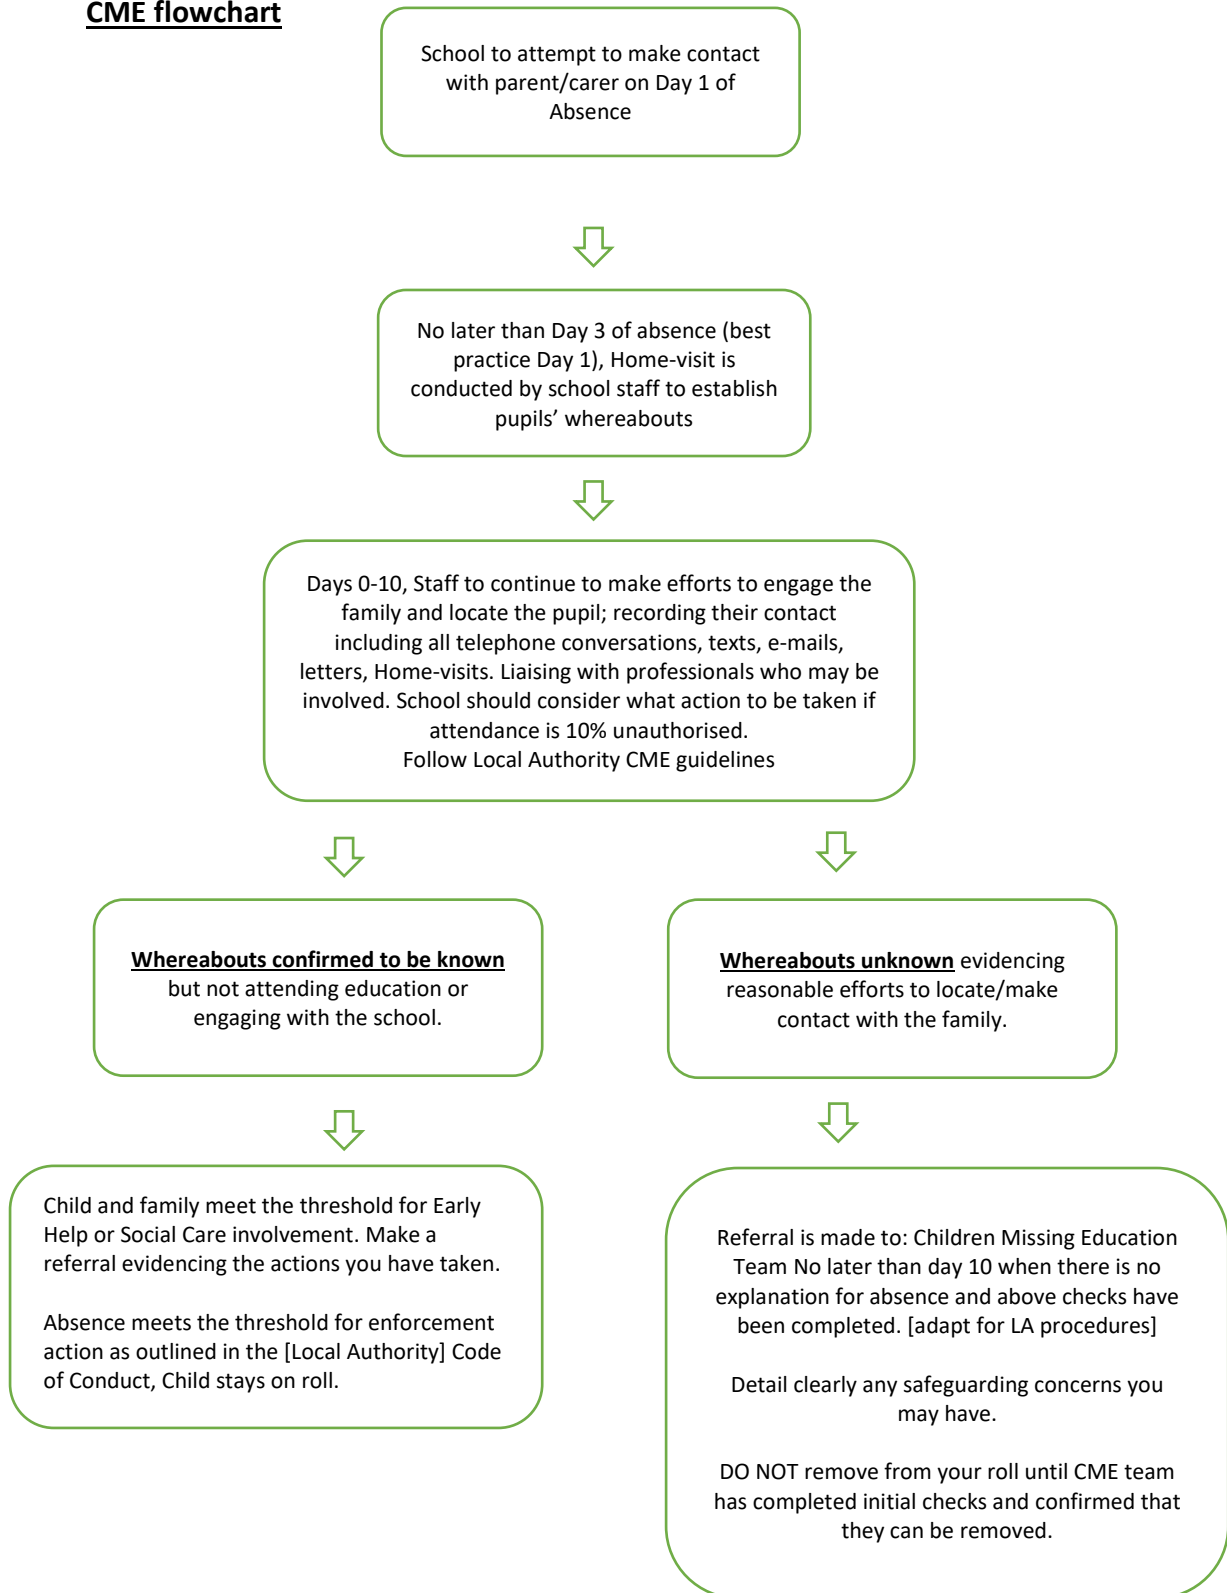 CME flowchart
School to attempt to make contact
with parent/carer on Day 1 of
Absence
No later than Day 3 of absence (best
practice Day 1), Home-visit is
conducted by school staff to establish
pupils’ whereabouts
Days 0-10, Staff to continue to make efforts to engage the
family and locate the pupil; recording their contact
including all telephone conversations, texts, e-mails,
letters, Home-visits. Liaising with professionals who may be
involved. School should consider what action to be taken if
attendance is 10% unauthorised.
Follow Local Authority CME guidelines
Whereabouts confirmed to be known
but not attending education or
engaging with the school.
Whereabouts unknown evidencing
reasonable efforts to locate/make
contact with the family.
Child and family meet the threshold for Early
Help or Social Care involvement. Make a
referral evidencing the actions you have taken.
Absence meets the threshold for enforcement
action as outlined in the [Local Authority] Code
of Conduct, Child stays on roll.
Referral is made to: Children Missing Education
Team No later than day 10 when there is no
explanation for absence and above checks have
been completed. [adapt for LA procedures]
Detail clearly any safeguarding concerns you
may have.
DO NOT remove from your roll until CME team
has completed initial checks and confirmed that
they can be removed.